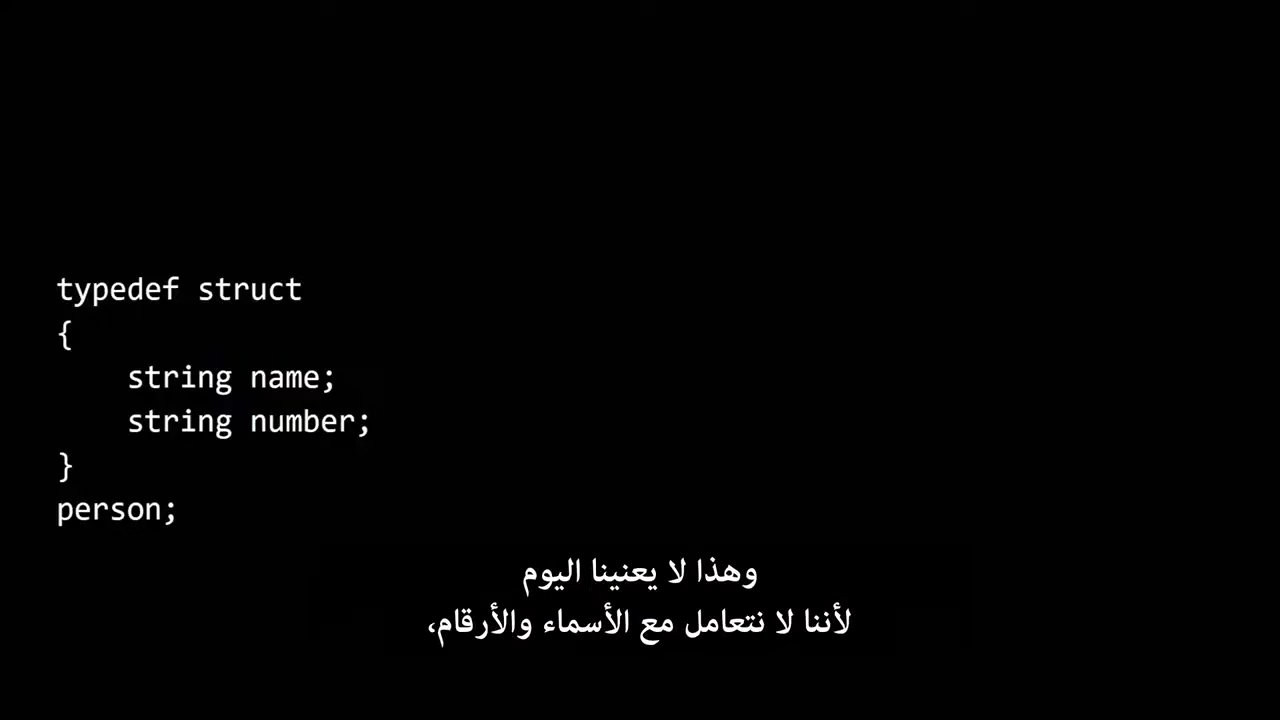 typedef struct
{
    string name;
    string number;
}
person;
وهذا لا يعنينا اليوم
لأننا لا نتعامل مع الأسماء والأرقام،